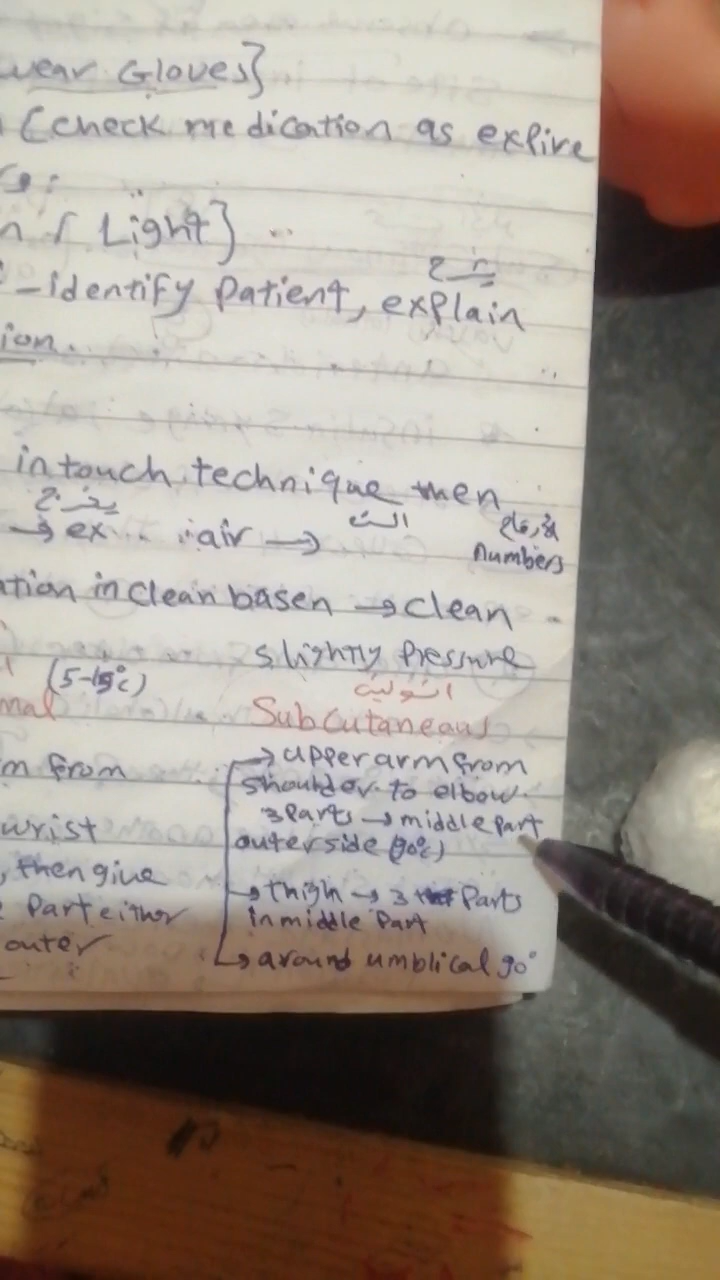 wear Gloves}
{check medication as expire
n { Light}
- identify Patient, explain
ion.
in touch technique then
→ ex air →
numbers
ation in clean basen → clean
slightly Pressure
(5-15°c)
mal Subcutaneous
m from → upper arm from
shoulder to elbow
3 Parts → middle part
wrist outer side (90°c)
, then give → thigh → 3 Parts
Part either in middle Part
outer → around umblical 90°